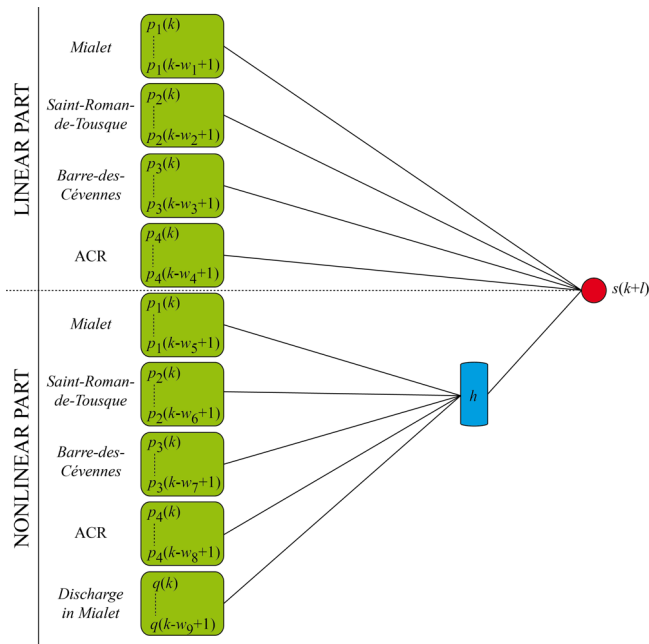 LINEAR PART
Mialet
p1(k)
p1(k-w1+1)
Saint-Roman-
de-Tousque
p2(k)
p2(k-w2+1)
Barre-des-
Cévennes
p3(k)
p3(k-w3+1)
ACR
p4(k)
p4(k-w4+1)
s(k+l)
NONLINEAR PART
Mialet
p1(k)
p1(k-w5+1)
Saint-Roman-
de-Tousque
p2(k)
p2(k-w6+1)
h
Barre-des-
Cévennes
p3(k)
p3(k-w7+1)
ACR
p4(k)
p4(k-w8+1)
Discharge
in Mialet
q(k)
q(k-w9+1)